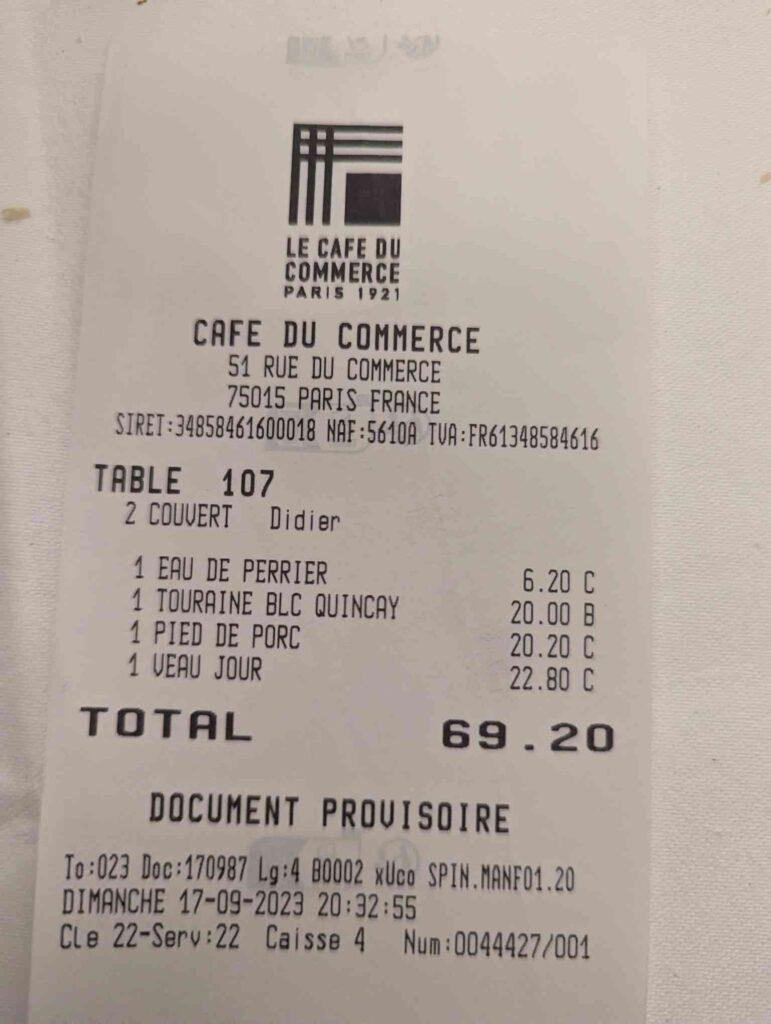 LE CAFE DU
COMMERCE
PARIS 1921
CAFE DU COMMERCE
51 RUE DU COMMERCE
75015 PARIS FRANCE
SIRET:34858461600018 NAF:5610A TVA:FR61348584616
TABLE 107
2 COUVERT Didier
1 EAU DE PERRIER 6.20 C
1 TOURAINE BLC QUINCAY 20.00 B
1 PIED DE PORC 20.20 C
1 VEAU JOUR 22.80 C
TOTAL 69.20
DOCUMENT PROVISOIRE
To:023 Doc:170987 Lg:4 B0002 xUco SPIN.MANF01.20
DIMANCHE 17-09-2023 20:32:55
Cle 22-Serv:22 Caisse 4 Num:0044427/001